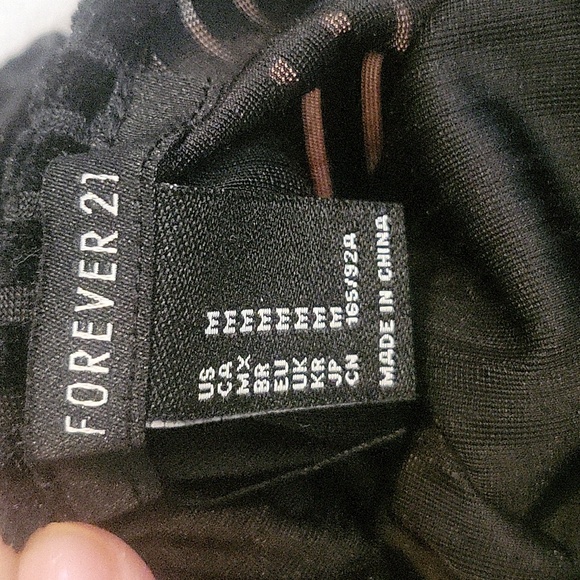 FOREVER 21
US M
CA M
MX M
BR M
EU M
UK M
KR M
JP M
CN 165/92A
MADE IN CHINA